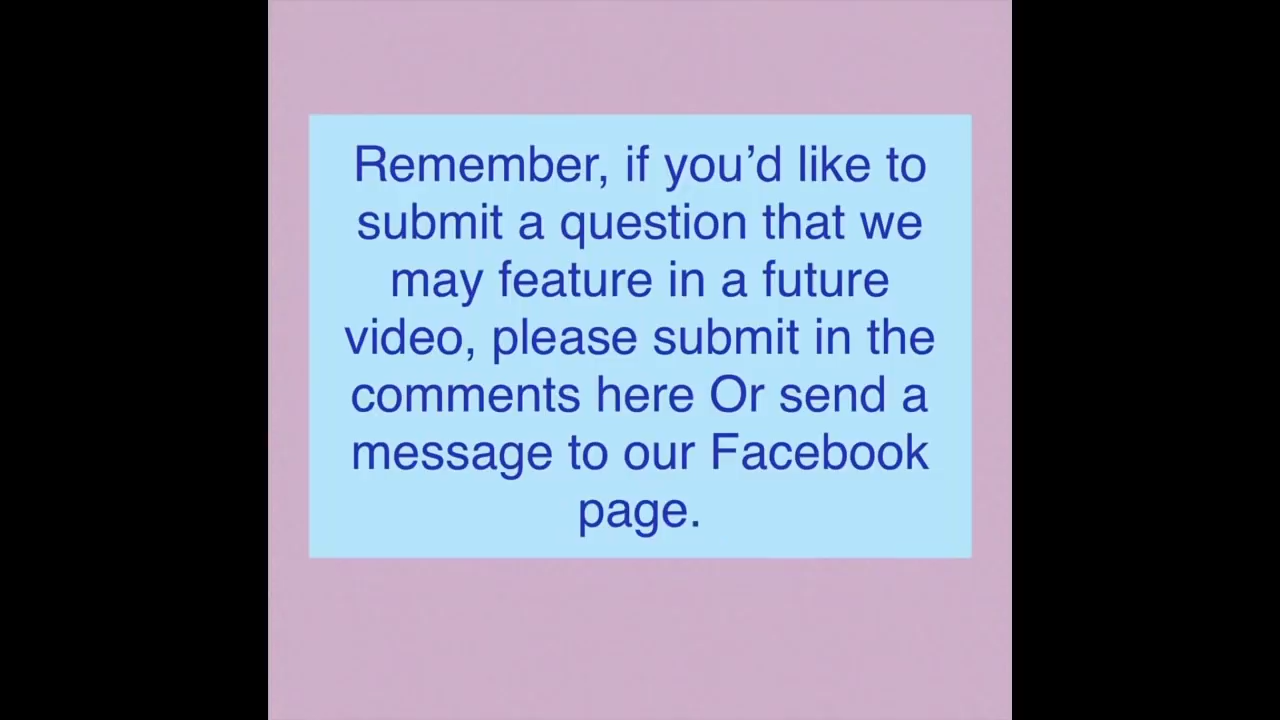 Remember, if you’d like to
submit a question that we
may feature in a future
video, please submit in the
comments here Or send a
message to our Facebook
page.